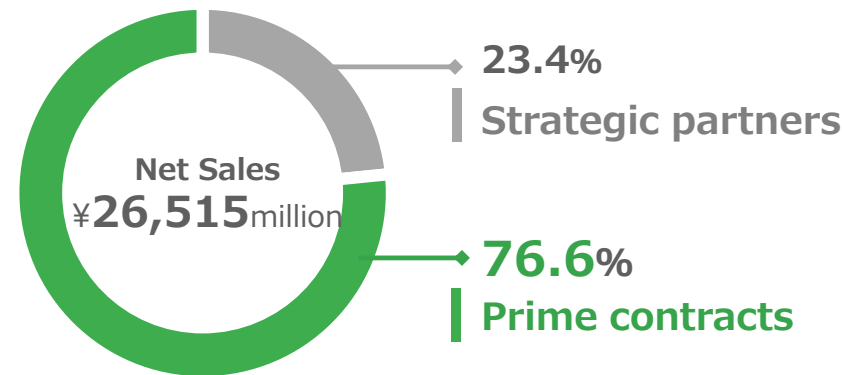 Net Sales
¥26,515million
23.4%
Strategic partners
76.6%
Prime contracts